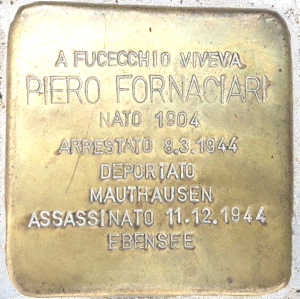 A FUCECCHIO VIVEVA
PIERO FORNACIARI
NATO 1904
ARRESTATO 8.3.1944
DEPORTATO
MAUTHAUSEN
ASSASSINATO 11.12.1944
EBENSEE